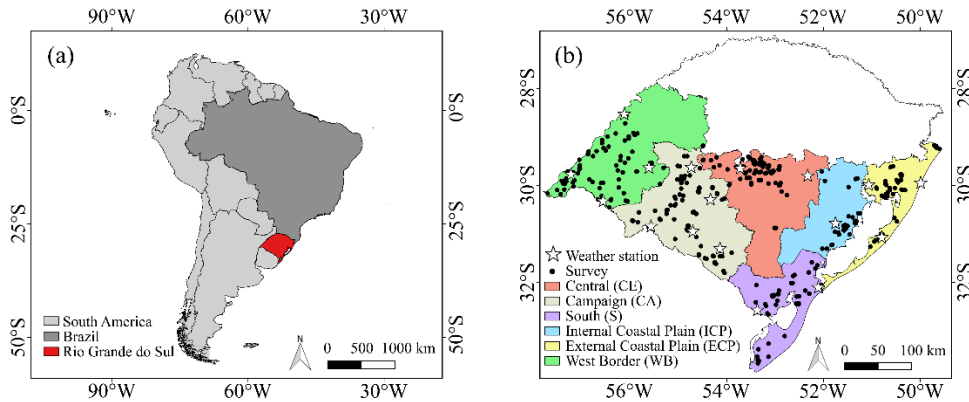 90°W 60°W 30°W
(a)
0°S 0°S
25°S 25°S
50°S 50°S
South America
Brazil
Rio Grande do Sul
N
0 500 1000 km
90°W 60°W 30°W
56°W 54°W 52°W 50°W
(b)
28°S 28°S
30°S 30°S
32°S 32°S
Weather station
Survey
Central (CE)
Campaign (CA)
South (S)
Internal Coastal Plain (ICP)
External Coastal Plain (ECP)
West Border (WB)
N
0 50 100 km
56°W 54°W 52°W 50°W